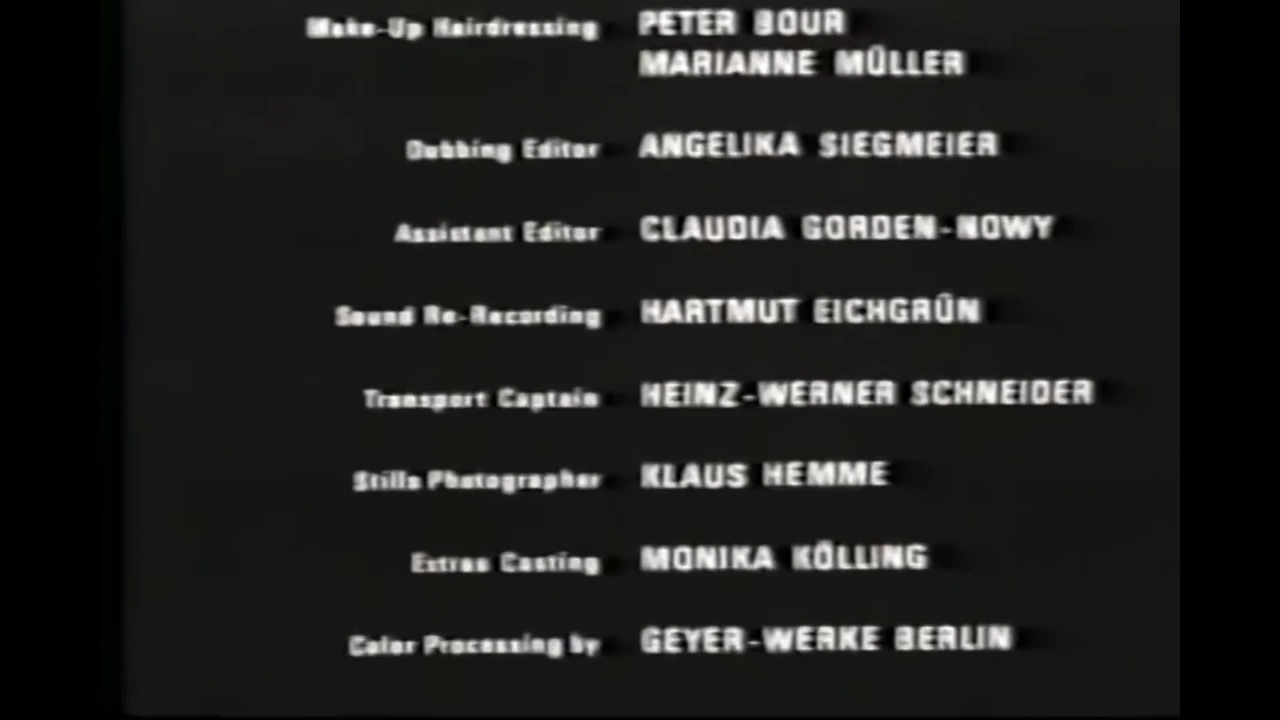 Make-Up Hairdressing PETER BOUR
MARIANNE MÜLLER
Dubbing Editor ANGELIKA SIEGMEIER
Assistant Editor CLAUDIA GORDEN-NOWY
Sound Re-Recording HARTMUT EICHGRÜN
Transport Captain HEINZ-WERNER SCHNEIDER
Stills Photographer KLAUS HEMME
Extras Casting MONIKA KÖLLING
Color Processing by GEYER-WERKE BERLIN